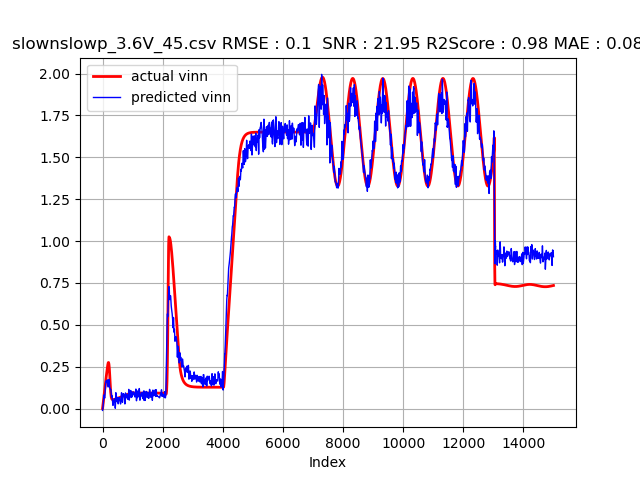 slownslowp_3.6V_45.csv RMSE : 0.1  SNR : 21.95 R2Score : 0.98 MAE : 0.08
actual vinn
predicted vinn
2.00
1.75
1.50
1.25
1.00
0.75
0.50
0.25
0.00
0 2000 4000 6000 8000 10000 12000 14000
Index